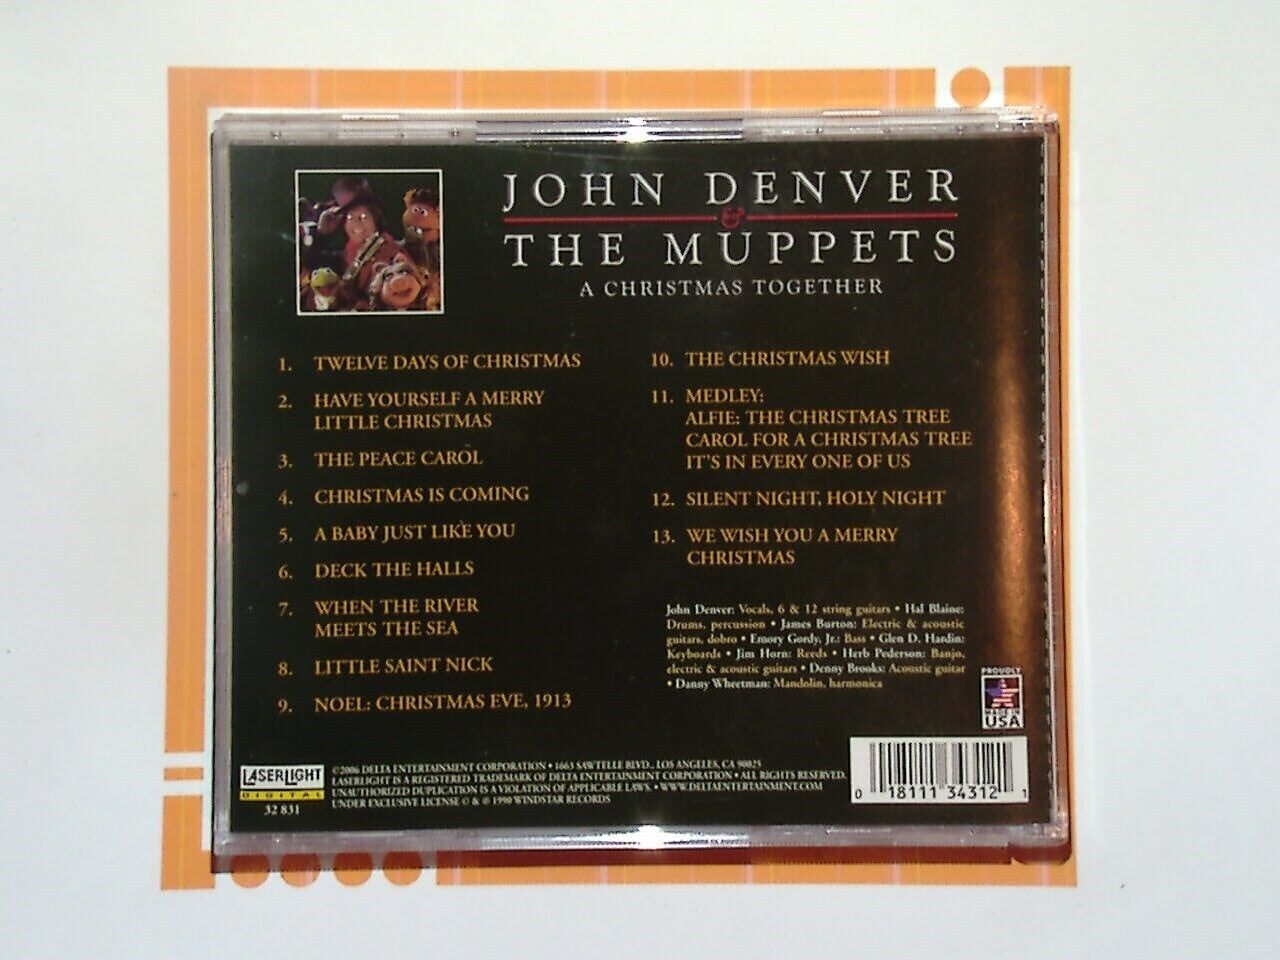 JOHN DENVER
&
THE MUPPETS
A CHRISTMAS TOGETHER
1. TWELVE DAYS OF CHRISTMAS
2. HAVE YOURSELF A MERRY
LITTLE CHRISTMAS
3. THE PEACE CAROL
4. CHRISTMAS IS COMING
5. A BABY JUST LIKE YOU
6. DECK THE HALLS
7. WHEN THE RIVER
MEETS THE SEA
8. LITTLE SAINT NICK
9. NOEL: CHRISTMAS EVE, 1913
10. THE CHRISTMAS WISH
11. MEDLEY:
ALFIE: THE CHRISTMAS TREE
CAROL FOR A CHRISTMAS TREE
IT'S IN EVERY ONE OF US
12. SILENT NIGHT, HOLY NIGHT
13. WE WISH YOU A MERRY
CHRISTMAS
John Denver: Vocals, 6 & 12 string guitars • Hal Blaine:
Drums, percussion • James Burton: Electric & acoustic
guitars, dobro • Emory Gordy, Jr.: Bass • Glen D. Hardin:
Keyboards • Jim Horn: Reeds • Herb Pederson: Banjo,
electric & acoustic guitars • Denny Brooks: Acoustic guitar
• Danny Wheetman: Mandolin, harmonica
PROUDLY
MADE IN
USA
LASERLIGHT
DIGITAL
32 831
©2006 DELTA ENTERTAINMENT CORPORATION • 1663 SAWTELLE BLVD., LOS ANGELES, CA 90025
LASERLIGHT IS A REGISTERED TRADEMARK OF DELTA ENTERTAINMENT CORPORATION • ALL RIGHTS RESERVED.
UNAUTHORIZED DUPLICATION IS A VIOLATION OF APPLICABLE LAWS. • WWW.DELTAENTERTAINMENT.COM
UNDER EXCLUSIVE LICENSE © & ℗ 1990 WINDSTAR RECORDS
0 18111 34312 1